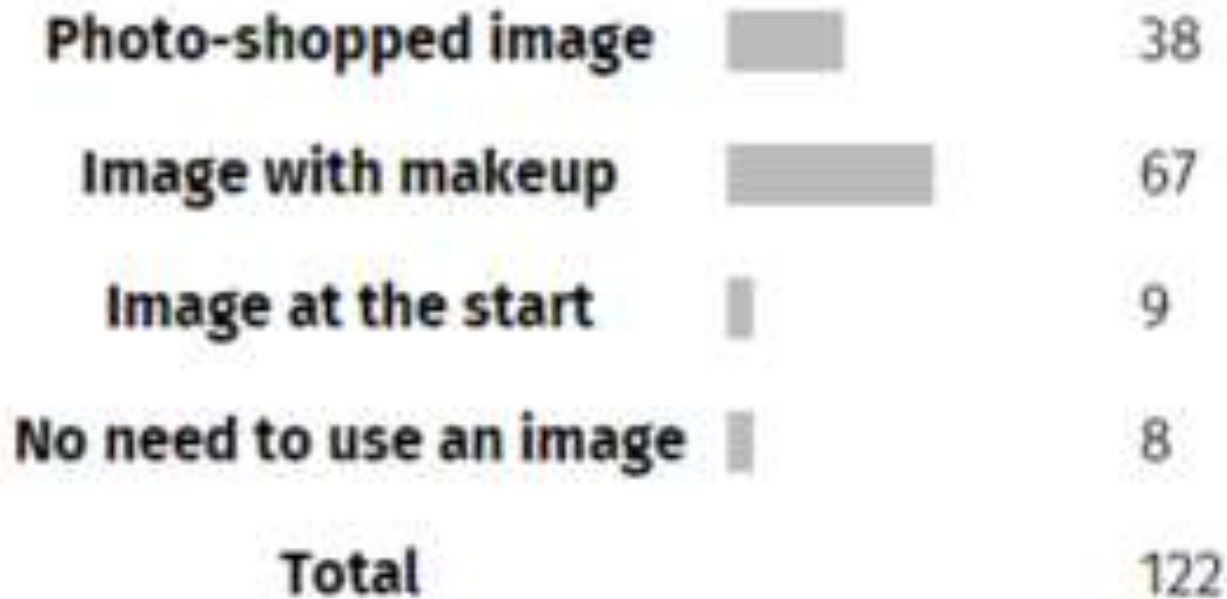 Photo-shopped image 38
Image with makeup 67
Image at the start 9
No need to use an image 8
Total 122